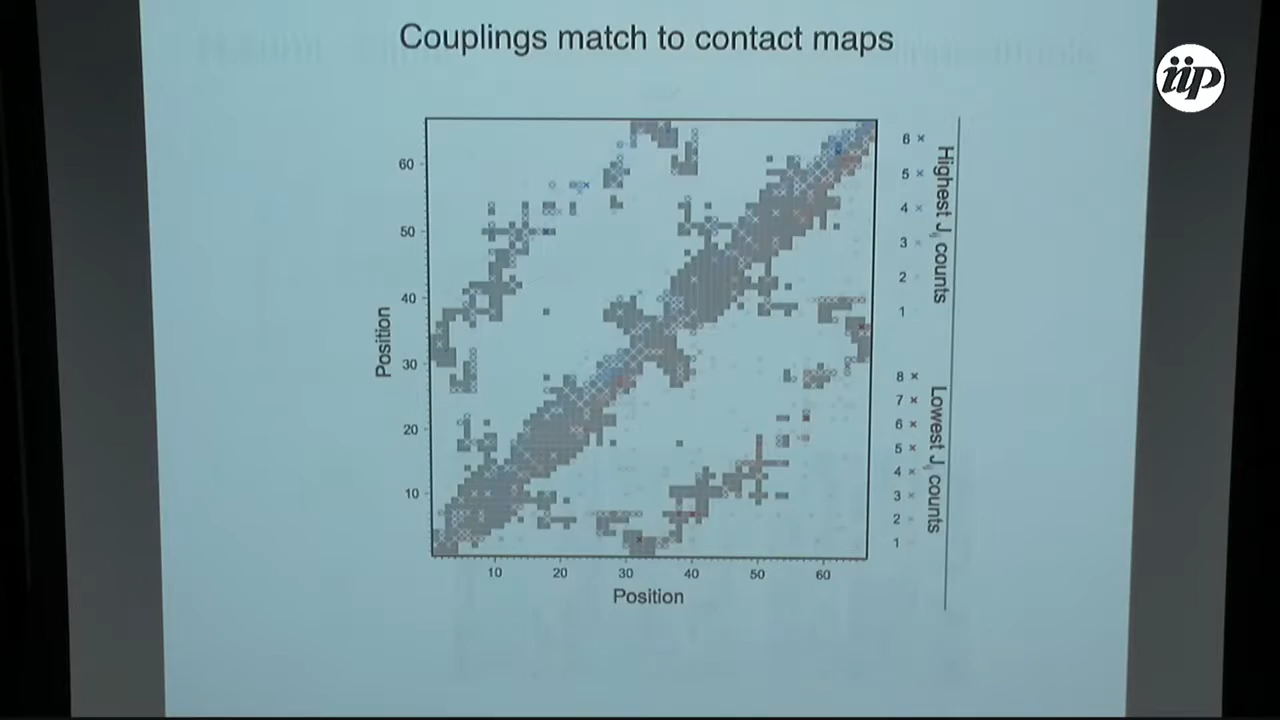 Couplings match to contact maps
iip
60
50
40
30
20
10
Position
10 20 30 40 50 60
Position
6 ×
5 ×
4 ×
3 ×
2
1
Highest Jij counts
8 ×
7 ×
6 ×
5 ×
4 ×
3 ×
2
1
Lowest Jij counts